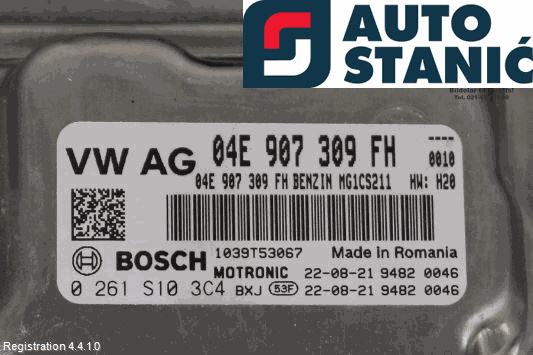 AUTO
STANIĆ
VW AG 04E 907 309 FH ----
0010
04E 907 309 FH BENZIN MG1CS211 HW: H20
1039T53067 Made in Romania
BOSCH MOTRONIC 22-08-21 9482 0046
0 261 S10 3C4 BXJ 53F 22-08-21 9482 0046
Registration 4.4.1.0